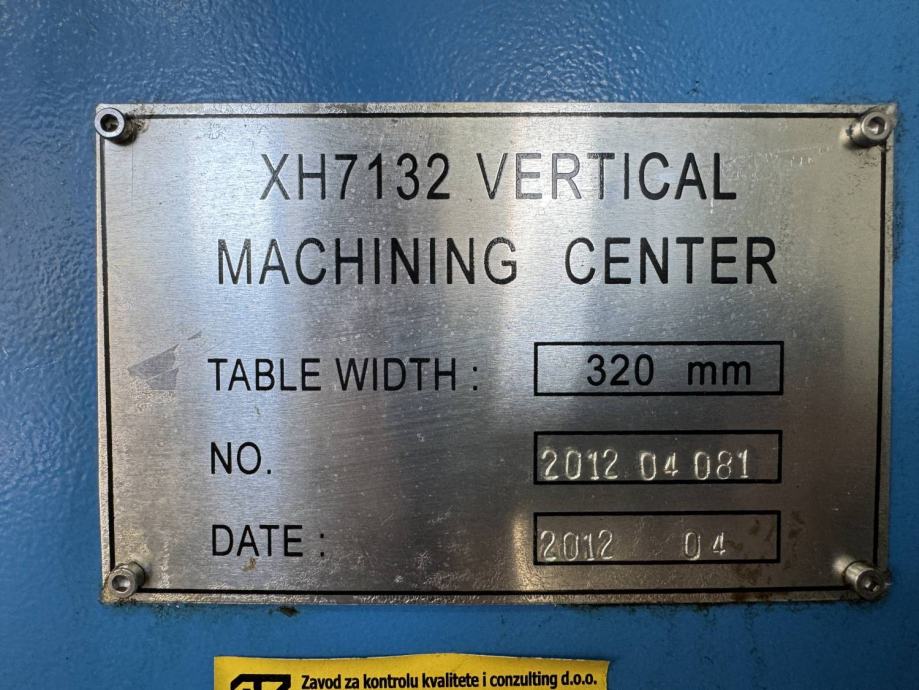 XH7132 VERTICAL
MACHINING CENTER
TABLE WIDTH : 320 mm
NO. 2012 04 081
DATE : 2012 04
Zavod za kontrolu kvalitete i conzulting d.o.o.